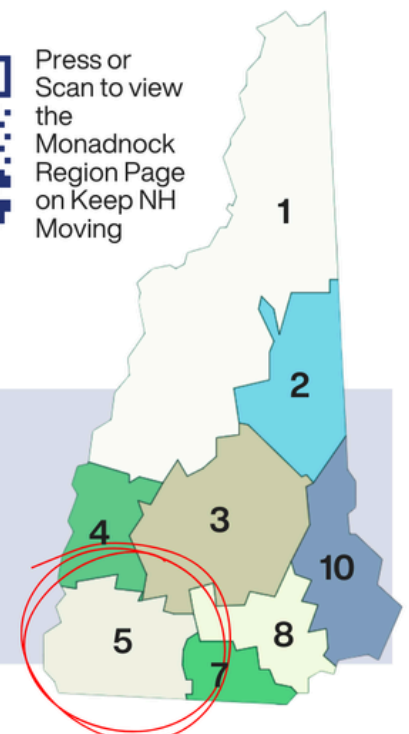 Press or
Scan to view
the
Monadnock
Region Page
on Keep NH
Moving
1
2
3
4
10
5
8
7